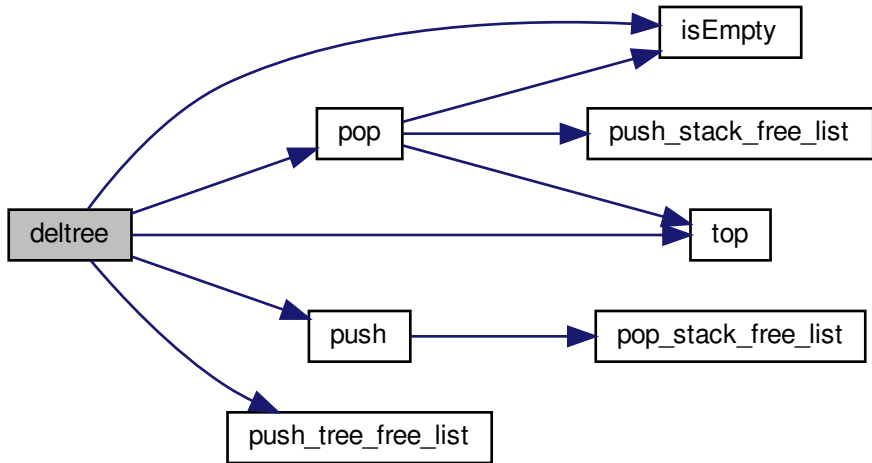 isEmpty
pop
push_stack_free_list
deltree
top
push
pop_stack_free_list
push_tree_free_list